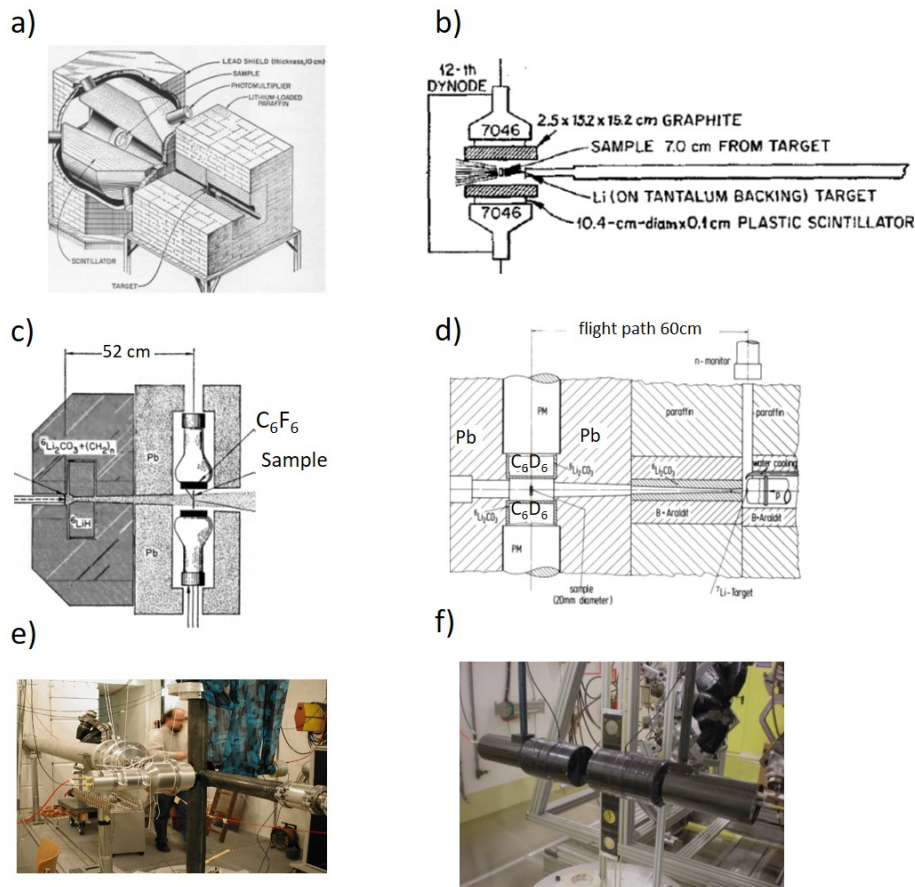 a)
LEAD SHIELD (thickness,10 cm)
SAMPLE
PHOTOMULTIPLIER
LITHIUM-LOADED
PARAFFIN
SCINTILLATOR
TARGET
b)
12-th
DYNODE
7046
2.5 x 15.2 x 15.2 cm GRAPHITE
SAMPLE 7.0 cm FROM TARGET
Li (ON TANTALUM BACKING) TARGET
7046
10.4-cm-diam x 0.1 cm PLASTIC SCINTILLATOR
c)
52 cm
C₆F₆
Sample
⁶Li₂CO₃+(CH₂)n
Pb
⁶LiH
Pb
d)
flight path 60cm
n-monitor
PM
paraffin
paraffin
Pb
Pb
C₆D₆
⁶Li₂CO₃
⁶Li₂CO₃
water cooling
p
C₆D₆
⁶Li₂CO₃
B+Araldit
B+Araldit
PM
sample
(20mm diameter)
⁷Li-Target
e)
f)